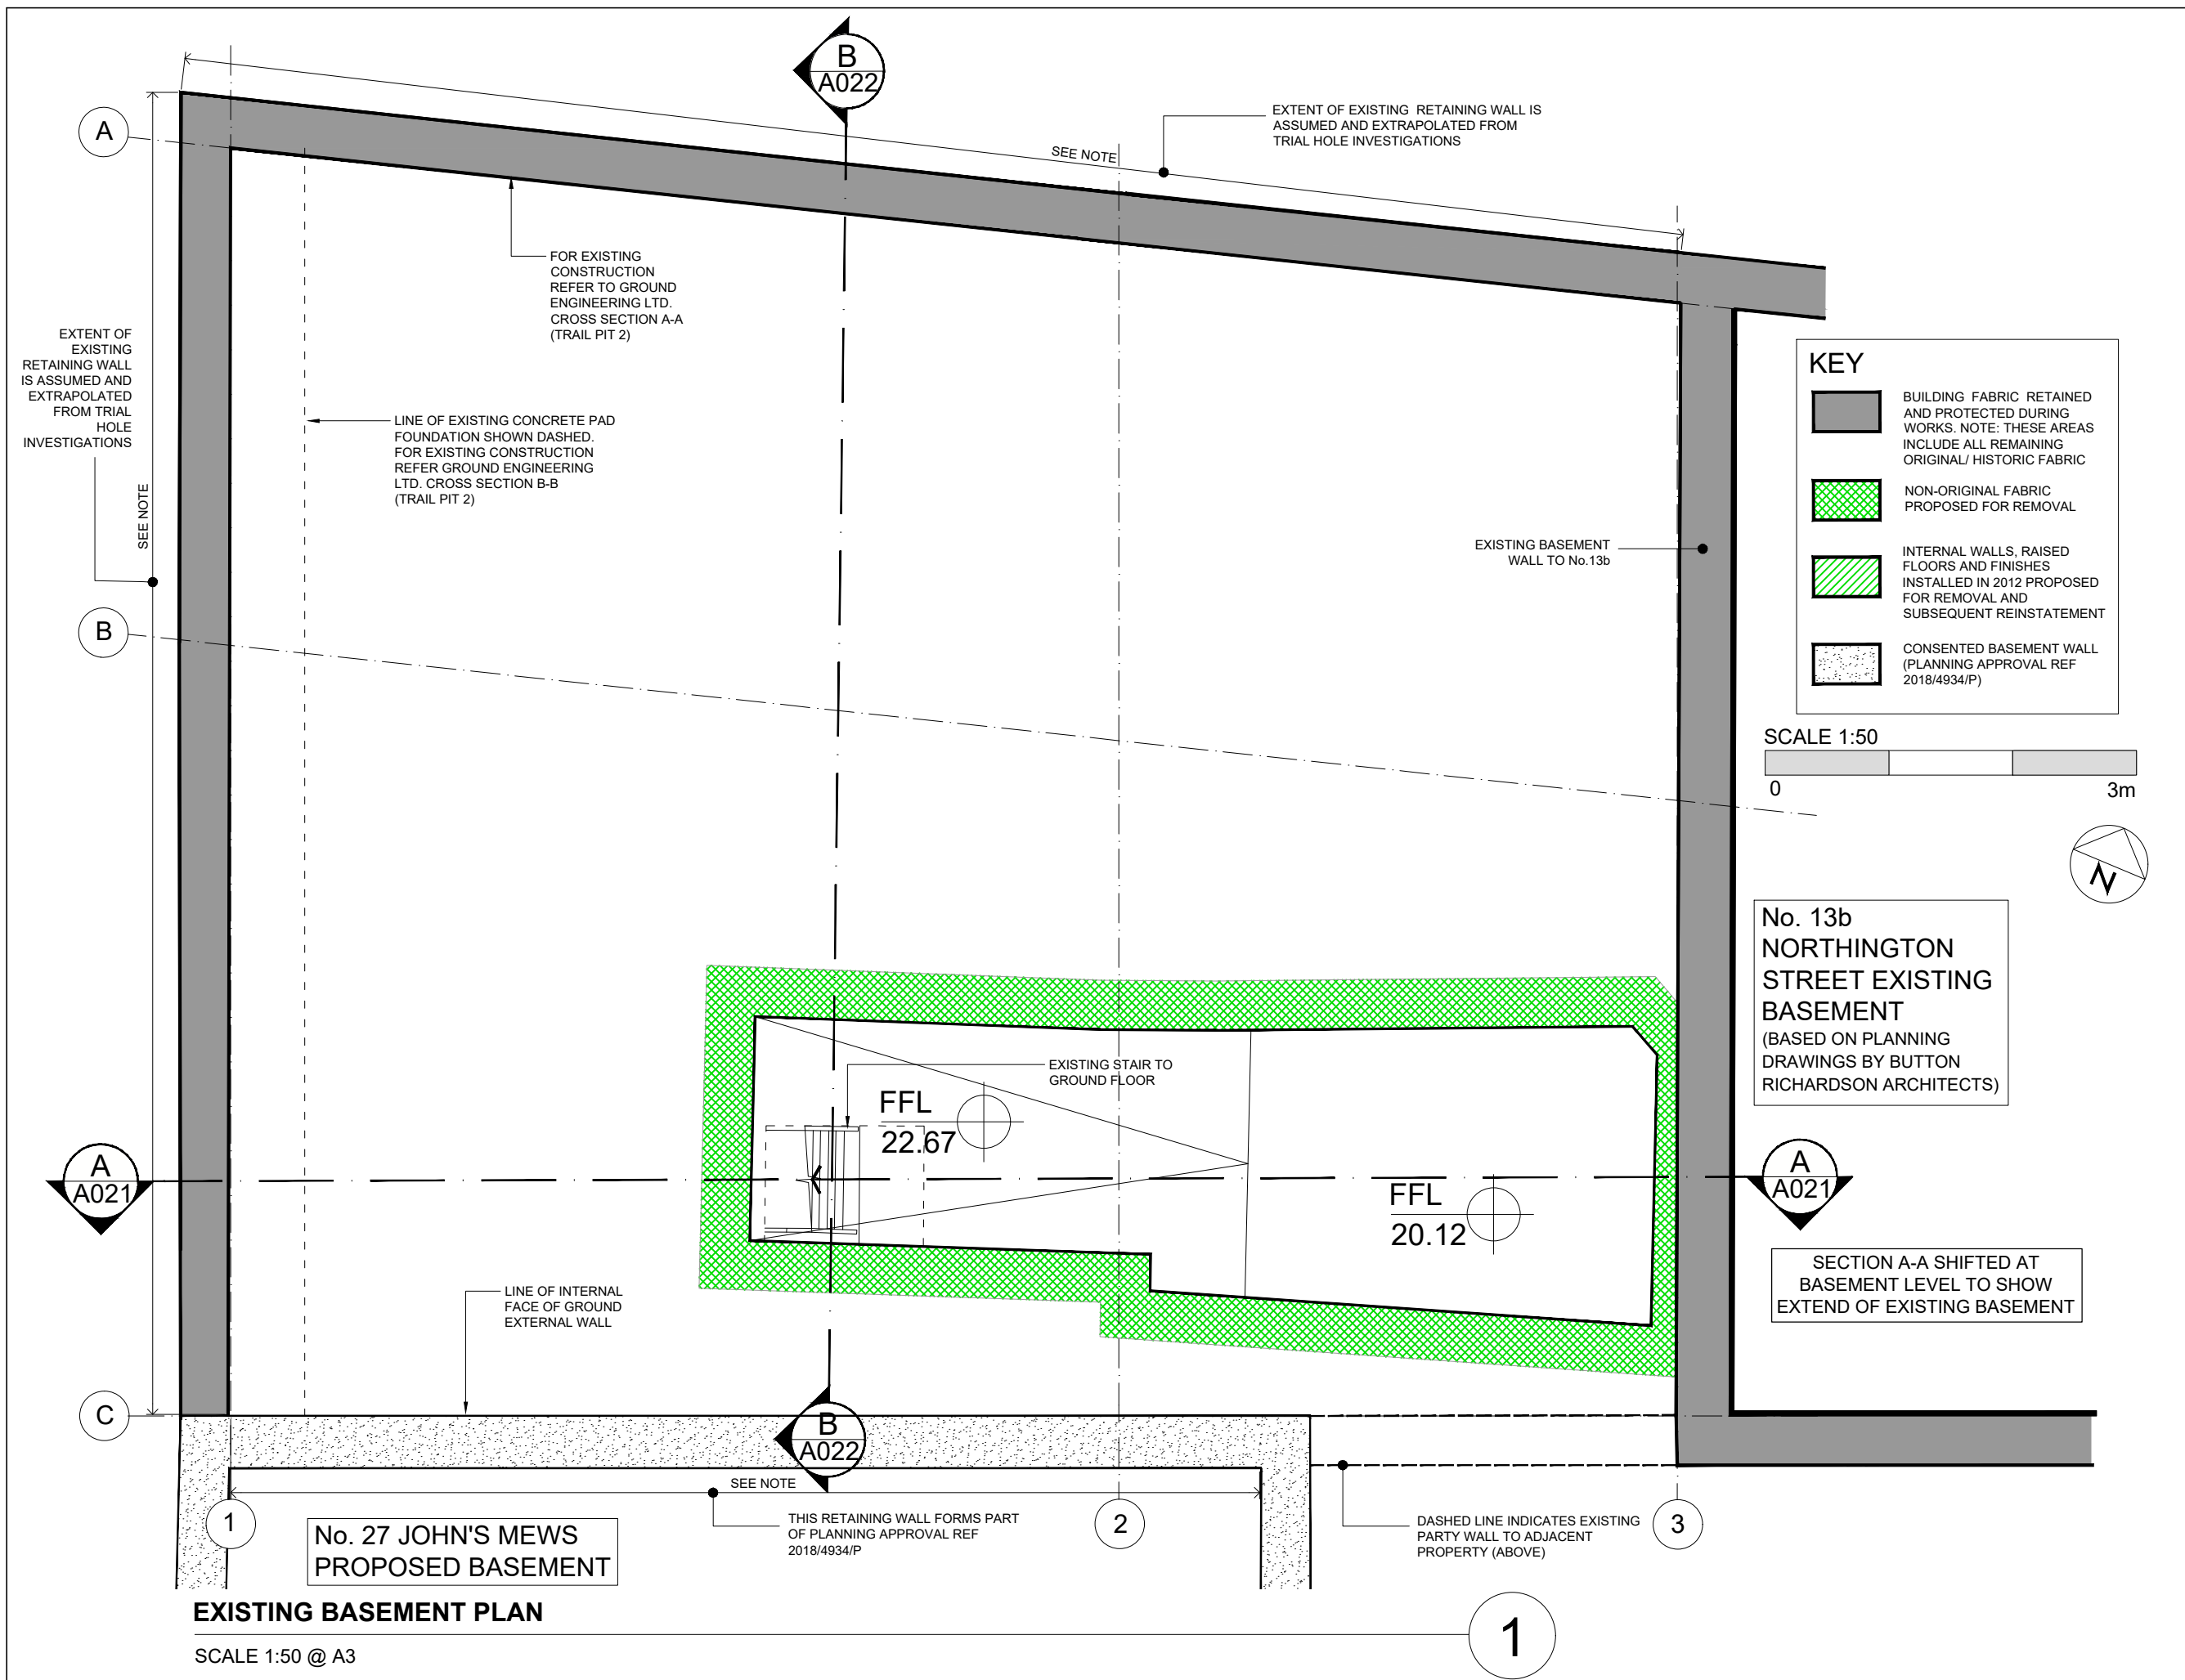 B
A022
A
EXTENT OF EXISTING RETAINING WALL IS
ASSUMED AND EXTRAPOLATED FROM
TRIAL HOLE INVESTIGATIONS
SEE NOTE
FOR EXISTING
CONSTRUCTION
REFER TO GROUND
ENGINEERING LTD.
CROSS SECTION A-A
(TRAIL PIT 2)
EXTENT OF
EXISTING
RETAINING WALL
IS ASSUMED AND
EXTRAPOLATED
FROM TRIAL
HOLE
INVESTIGATIONS
SEE NOTE
LINE OF EXISTING CONCRETE PAD
FOUNDATION SHOWN DASHED.
FOR EXISTING CONSTRUCTION
REFER GROUND ENGINEERING
LTD. CROSS SECTION B-B
(TRAIL PIT 2)
EXISTING BASEMENT
WALL TO No.13b
KEY
BUILDING FABRIC RETAINED
AND PROTECTED DURING
WORKS. NOTE: THESE AREAS
INCLUDE ALL REMAINING
ORIGINAL/ HISTORIC FABRIC
NON-ORIGINAL FABRIC
PROPOSED FOR REMOVAL
INTERNAL WALLS, RAISED
FLOORS AND FINISHES
INSTALLED IN 2012 PROPOSED
FOR REMOVAL AND
SUBSEQUENT REINSTATEMENT
CONSENTED BASEMENT WALL
(PLANNING APPROVAL REF
2018/4934/P)
SCALE 1:50
0
3m
N
B
No. 13b
NORTHINGTON
STREET EXISTING
BASEMENT
(BASED ON PLANNING
DRAWINGS BY BUTTON
RICHARDSON ARCHITECTS)
EXISTING STAIR TO
GROUND FLOOR
FFL
22.67
FFL
20.12
A
A021
A
A021
SECTION A-A SHIFTED AT
BASEMENT LEVEL TO SHOW
EXTEND OF EXISTING BASEMENT
LINE OF INTERNAL
FACE OF GROUND
EXTERNAL WALL
C
B
A022
SEE NOTE
1
2
3
No. 27 JOHN'S MEWS
PROPOSED BASEMENT
THIS RETAINING WALL FORMS PART
OF PLANNING APPROVAL REF
2018/4934/P
DASHED LINE INDICATES EXISTING
PARTY WALL TO ADJACENT
PROPERTY (ABOVE)
EXISTING BASEMENT PLAN
SCALE 1:50 @ A3
1